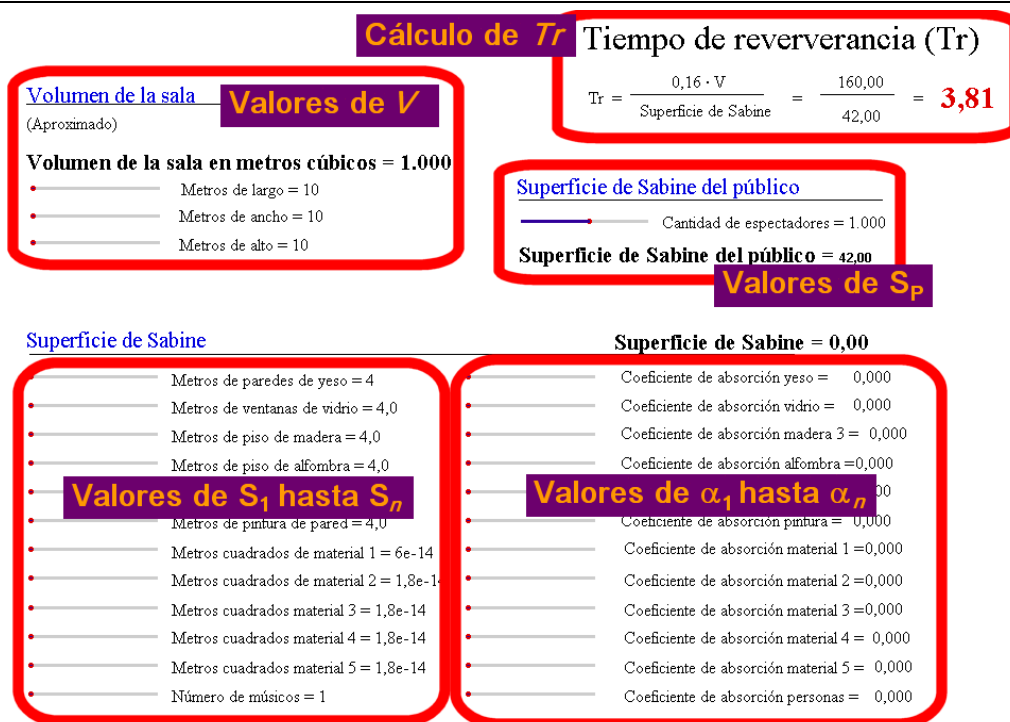 Cálculo de Tr
Tiempo de reververancia (Tr)
Tr = 0,16 · V / Superficie de Sabine = 160,00 / 42,00 = 3,81
Volumen de la sala
Valores de V
(Aproximado)
Volumen de la sala en metros cúbicos = 1.000
Metros de largo = 10
Metros de ancho = 10
Metros de alto = 10
Superficie de Sabine del público
Cantidad de espectadores = 1.000
Superficie de Sabine del público = 42,00
Valores de SP
Superficie de Sabine
Superficie de Sabine = 0,00
Metros de paredes de yeso = 4
Metros de ventanas de vidrio = 4,0
Metros de piso de madera = 4,0
Metros de piso de alfombra = 4,0
Valores de S1 hasta Sn
Metros de pintura de pared = 4,0
Metros cuadrados de material 1 = 6e-14
Metros cuadrados de material 2 = 1,8e-14
Metros cuadrados material 3 = 1,8e-14
Metros cuadrados material 4 = 1,8e-14
Metros cuadrados material 5 = 1,8e-14
Número de músicos = 1
Coeficiente de absorción yeso = 0,000
Coeficiente de absorción vidrio = 0,000
Coeficiente de absorción madera 3 = 0,000
Coeficiente de absorción alfombra =0,000
Valores de α1 hasta αn
Coeficiente de absorción pintura = 0,000
Coeficiente de absorción material 1 =0,000
Coeficiente de absorción material 2 =0,000
Coeficiente de absorción material 3 =0,000
Coeficiente de absorción material 4 = 0,000
Coeficiente de absorción material 5 = 0,000
Coeficiente de absorción personas = 0,000